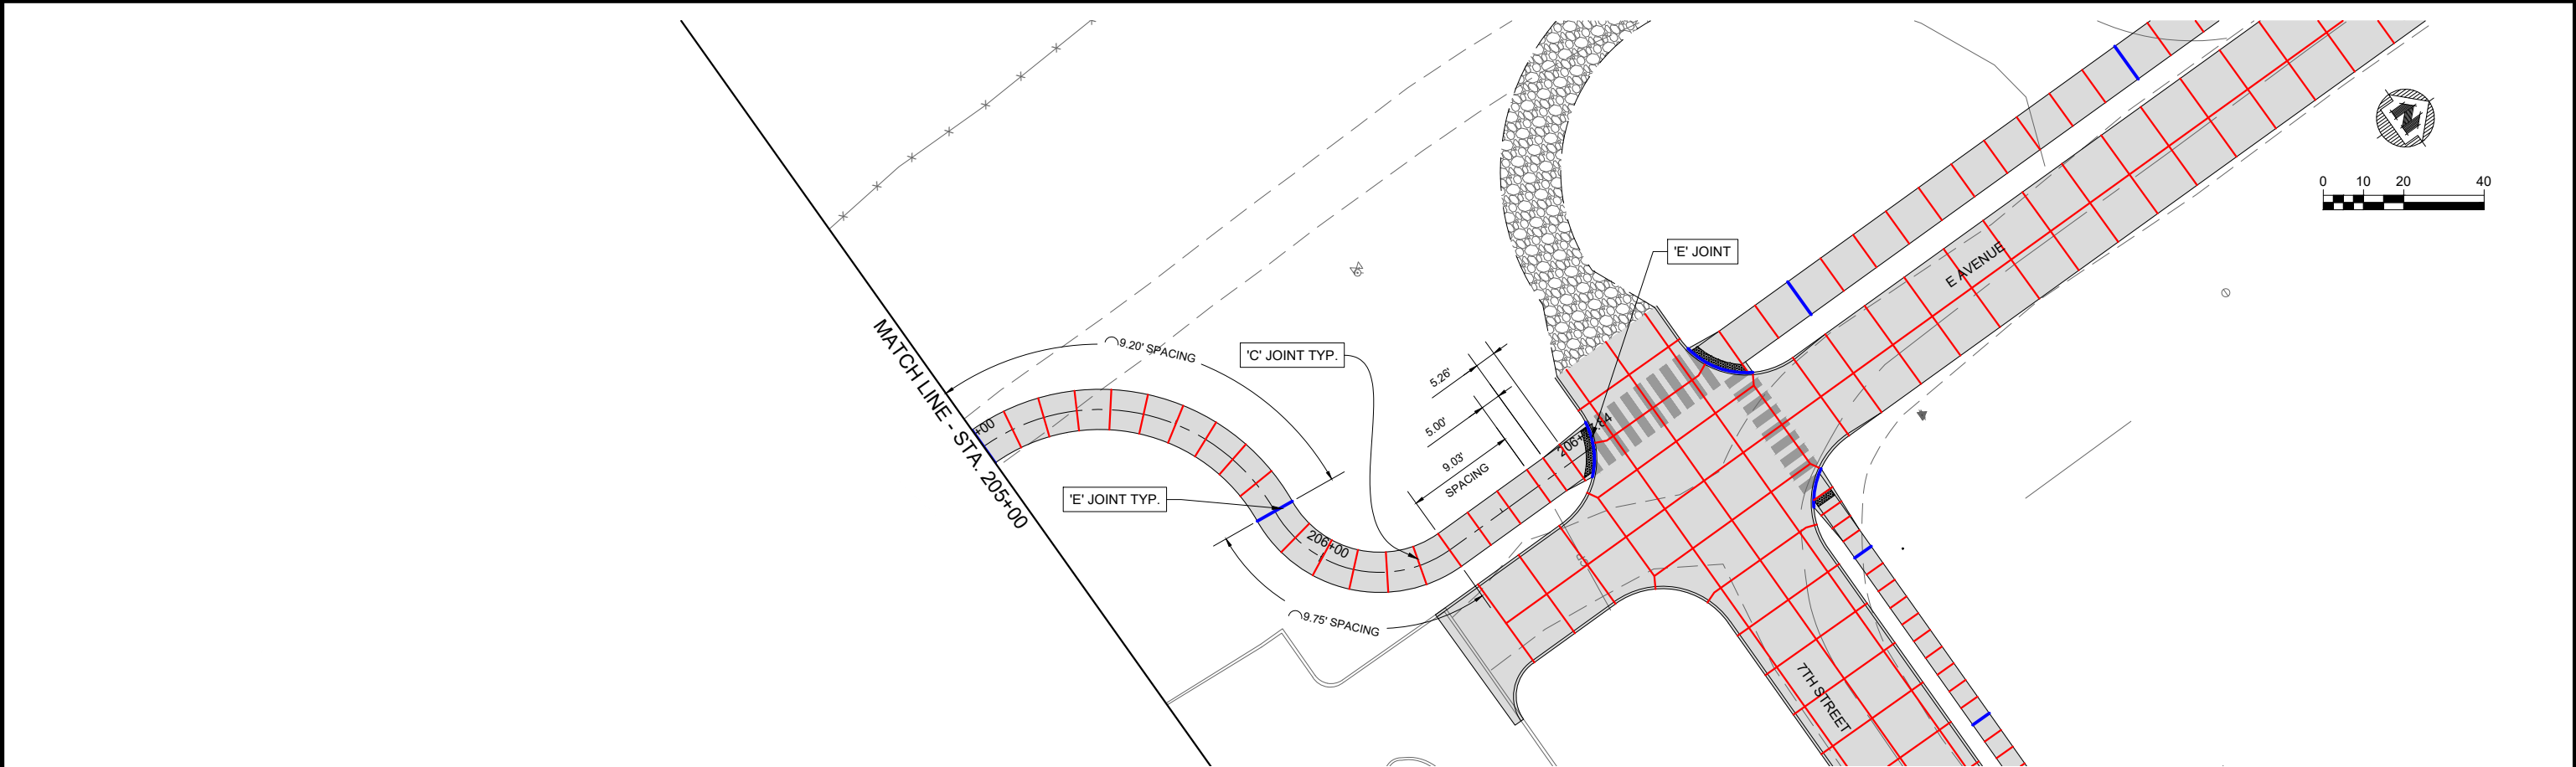 0 10 20 40
'E' JOINT
E AVENUE
9.20' SPACING
'C' JOINT TYP.
5.26'
5.00'
9.03'
SPACING
MATCH LINE - STA. 205+00
+00
'E' JOINT TYP.
206+00
9.75' SPACING
7TH STREET